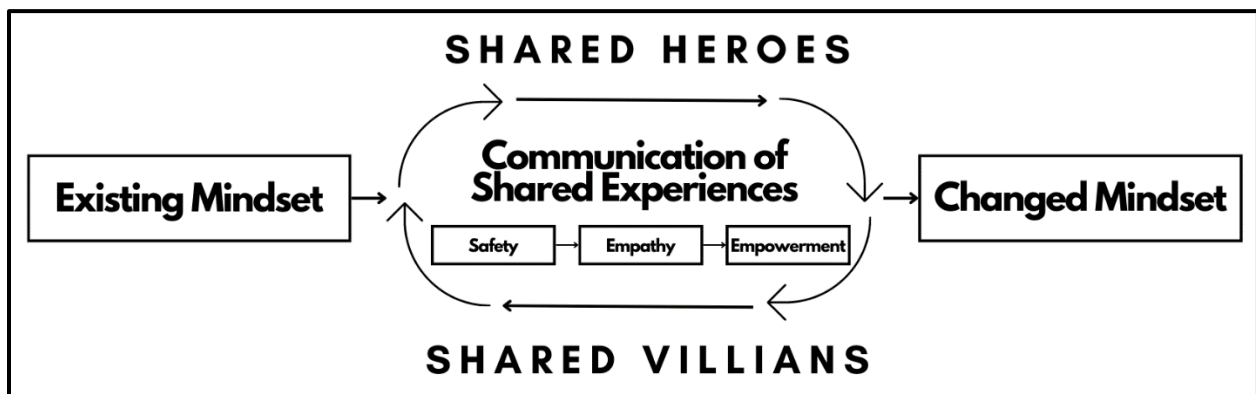 SHARED HEROES
Existing Mindset
Communication of
Shared Experiences
Safety
Empathy
Empowerment
Changed Mindset
SHARED VILLIANS